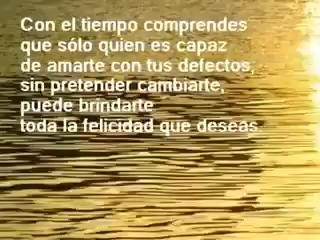 Con el tiempo comprendes
que sólo quien es capaz
de amarte con tus defectos,
sin pretender cambiarte,
puede brindarte
toda la felicidad que deseas.